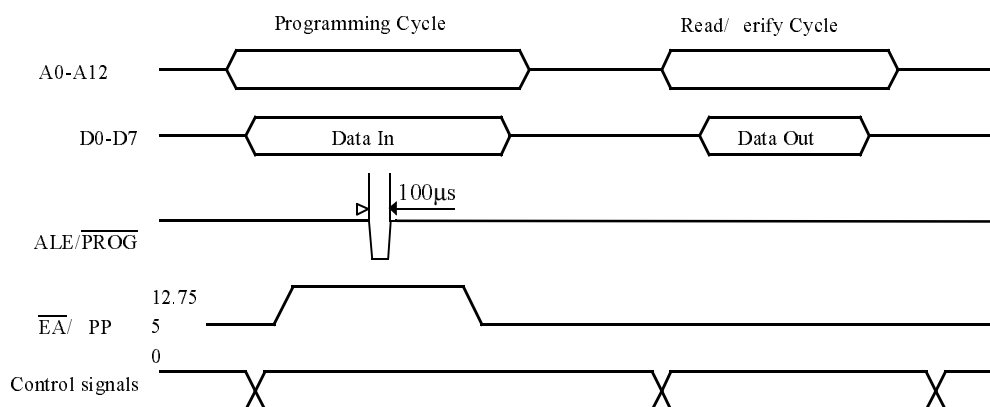 Programming Cycle
Read/ erify Cycle
A0-A12
D0-D7
Data In
Data Out
100μs
ALE/PROG
12.75
EA/ PP
5
0
Control signals